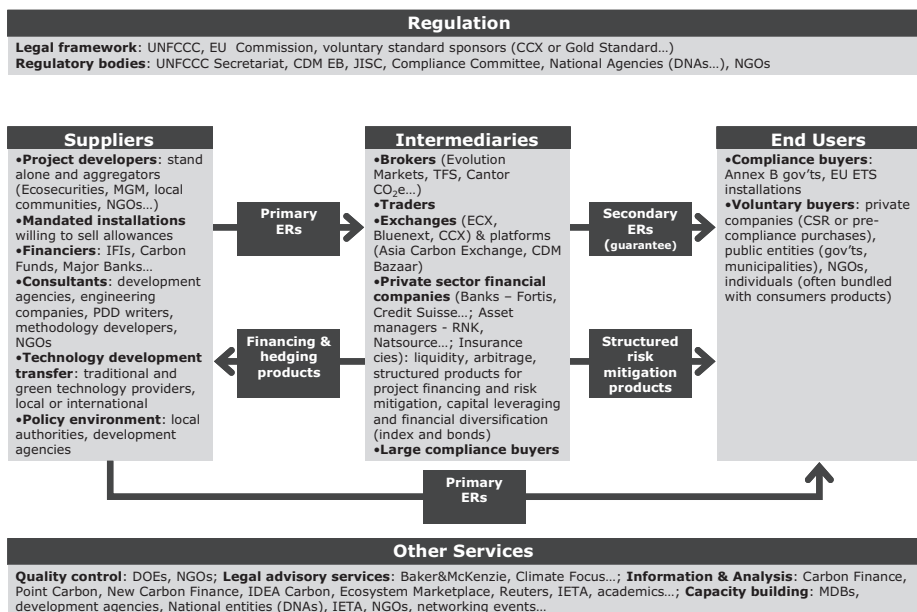 Regulation
Legal framework: UNFCCC, EU Commission, voluntary standard sponsors (CCX or Gold Standard…)
Regulatory bodies: UNFCCC Secretariat, CDM EB, JISC, Compliance Committee, National Agencies (DNAs…), NGOs
Suppliers
•Project developers: stand
alone and aggregators
(Ecosecurities, MGM, local
communities, NGOs…)
•Mandated installations
willing to sell allowances
•Financiers: IFIs, Carbon
Funds, Major Banks…
•Consultants: development
agencies, engineering
companies, PDD writers,
methodology developers,
NGOs
•Technology development
transfer: traditional and
green technology providers,
local or international
•Policy environment: local
authorities, development
agencies
Primary
ERs
Financing &
hedging
products
Intermediaries
•Brokers (Evolution
Markets, TFS, Cantor
CO₂e…)
•Traders
•Exchanges (ECX,
Bluenext, CCX) & platforms
(Asia Carbon Exchange, CDM
Bazaar)
•Private sector financial
companies (Banks – Fortis,
Credit Suisse…; Asset
managers - RNK,
Natsource…; Insurance
cies): liquidity, arbitrage,
structured products for
project financing and risk
mitigation, capital leveraging
and financial diversification
(index and bonds)
•Large compliance buyers
Secondary
ERs
(guarantee)
Structured
risk
mitigation
products
End Users
•Compliance buyers:
Annex B gov'ts, EU ETS
installations
•Voluntary buyers: private
companies (CSR or pre-
compliance purchases),
public entities (gov'ts,
municipalities), NGOs,
individuals (often bundled
with consumers products)
Primary
ERs
Other Services
Quality control: DOEs, NGOs; Legal advisory services: Baker&McKenzie, Climate Focus…; Information & Analysis: Carbon Finance,
Point Carbon, New Carbon Finance, IDEA Carbon, Ecosystem Marketplace, Reuters, IETA, academics…; Capacity building: MDBs,
development agencies, National entities (DNAs), IETA, NGOs, networking events…